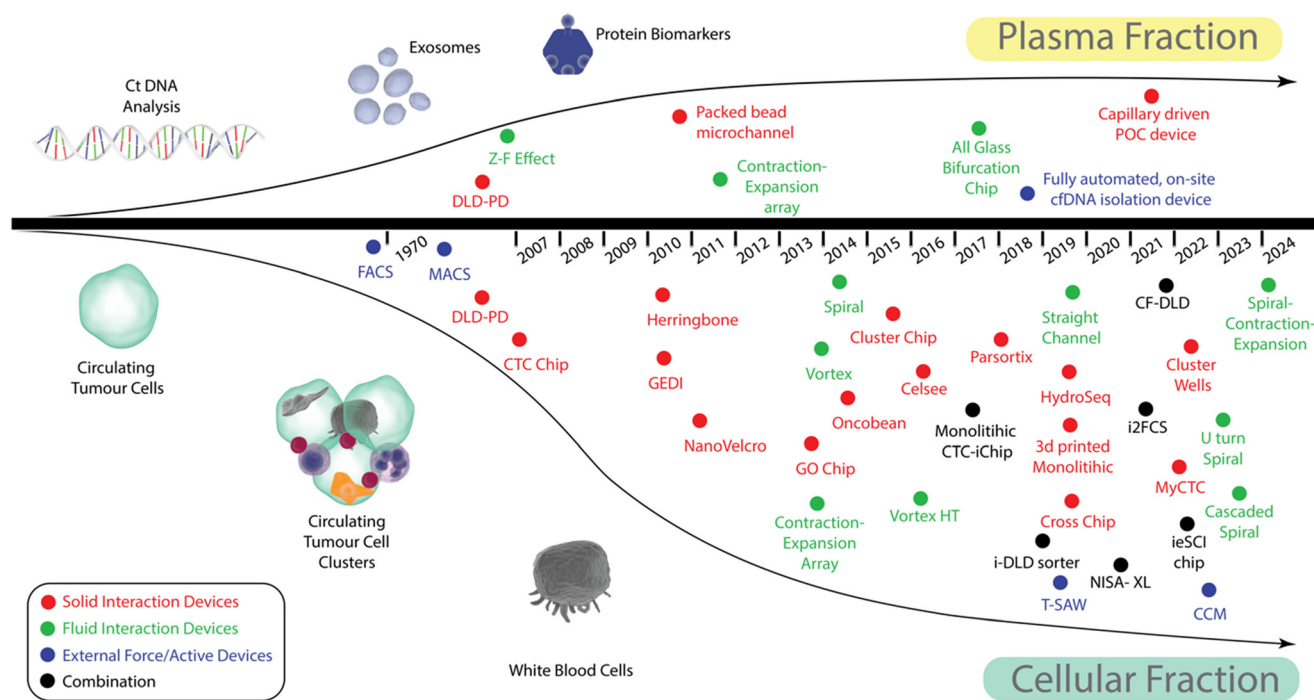 Plasma Fraction
Protein Biomarkers
Exosomes
Ct DNA
Analysis
Packed bead
microchannel
Capillary driven
POC device
Z-F Effect
All Glass
Bifurcation
Chip
Contraction-
Expansion
array
Fully automated, on-site
cfDNA isolation device
DLD-PD
1970
2007
2008
2009
2010
2011
2012
2013
2014
2015
2016
2017
2018
2019
2020
2021
2022
2023
2024
FACS
MACS
DLD-PD
CTC Chip
Herringbone
GEDI
NanoVelcro
Spiral
Vortex
Cluster Chip
Celsee
Oncobean
GO Chip
Contraction-
Expansion
Array
Vortex HT
Parsortix
Monolitihic
CTC-iChip
Straight
Channel
HydroSeq
3d printed
Monolitihic
Cross Chip
i-DLD sorter
T-SAW
NISA- XL
CF-DLD
i2FCS
Cluster
Wells
MyCTC
ieSCI
chip
CCM
Spiral-
Contraction-
Expansion
U turn
Spiral
Cascaded
Spiral
Circulating
Tumour Cells
Circulating
Tumour Cell
Clusters
White Blood Cells
Solid Interaction Devices
Fluid Interaction Devices
External Force/Active Devices
Combination
Cellular Fraction